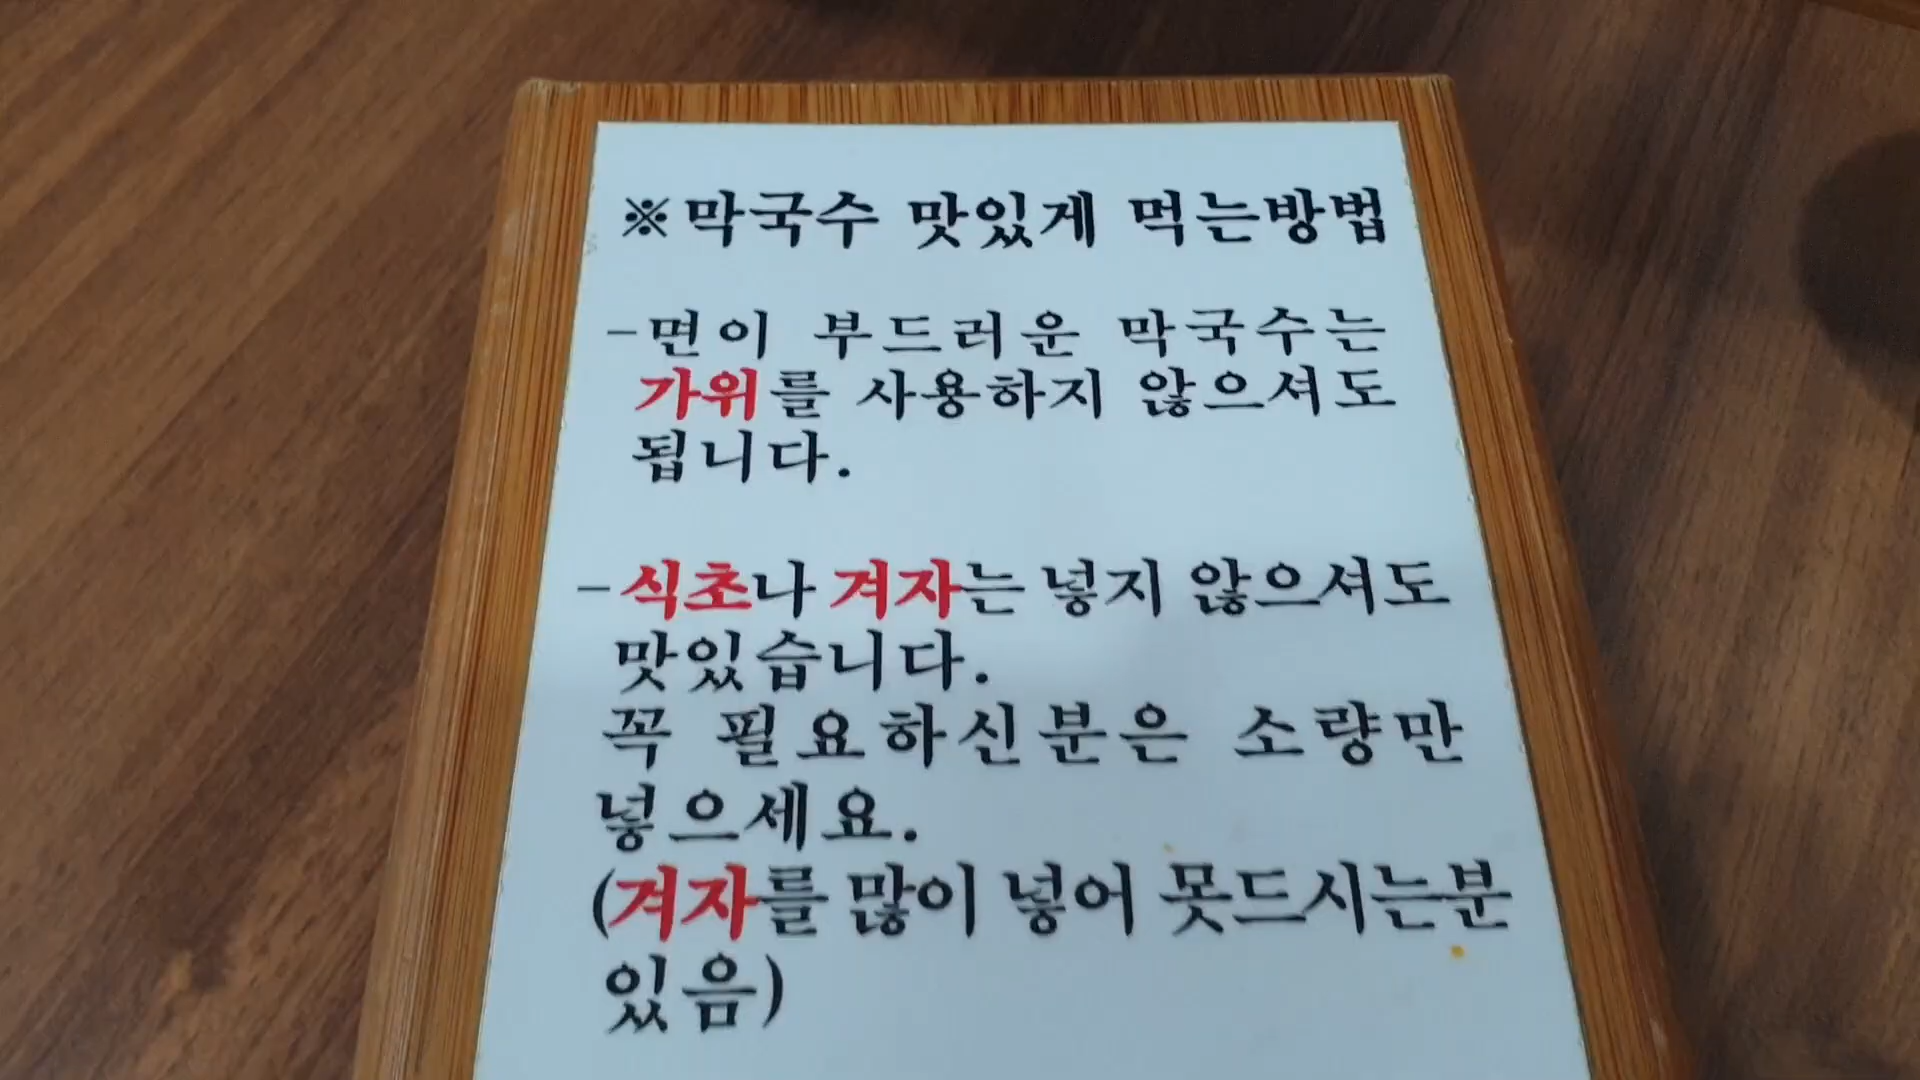 ※막국수 맛있게 먹는방법
-면이 부드러운 막국수는
가위를 사용하지 않으셔도
됩니다.
-식초나 겨자는 넣지 않으셔도
맛있습니다.
꼭 필요하신분은 소량만
넣으세요.
(겨자를 많이 넣어 못드시는분
있음)